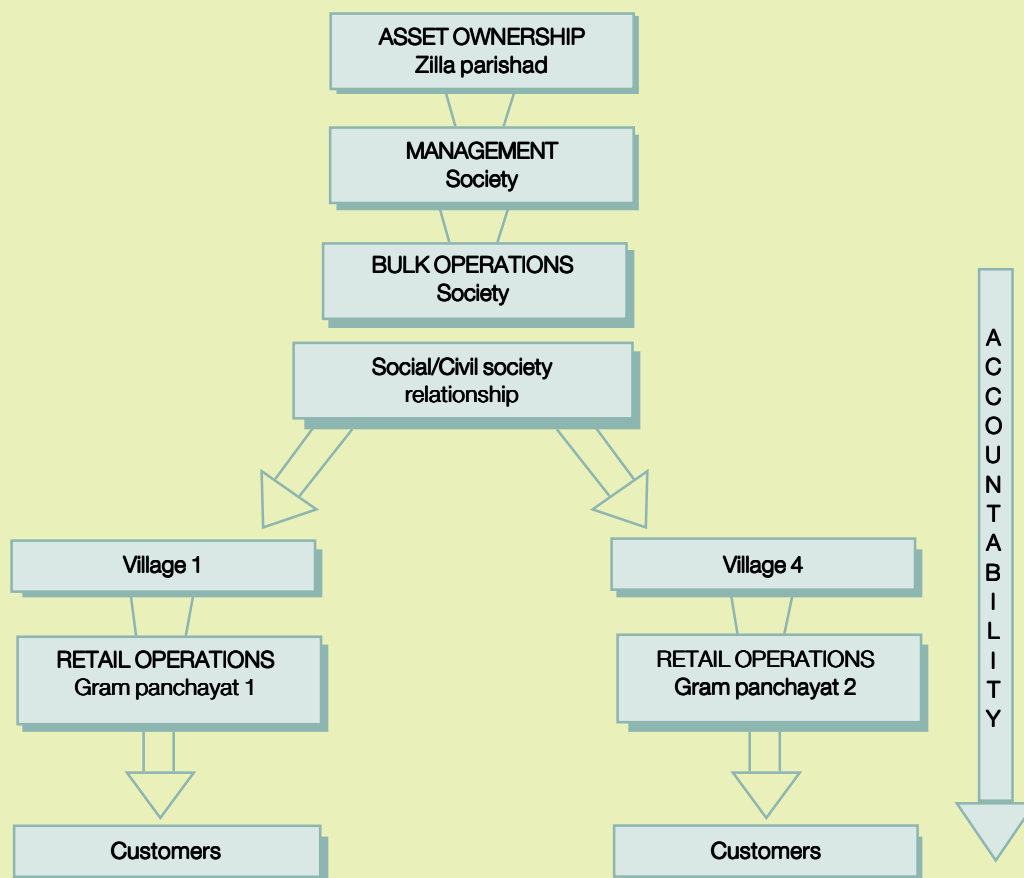 ASSET OWNERSHIP
Zilla parishad
MANAGEMENT
Society
BULK OPERATIONS
Society
Social/Civil society
relationship
Village 1
RETAIL OPERATIONS
Gram panchayat 1
Customers
Village 4
RETAIL OPERATIONS
Gram panchayat 2
Customers
ACCOUNTABILITY